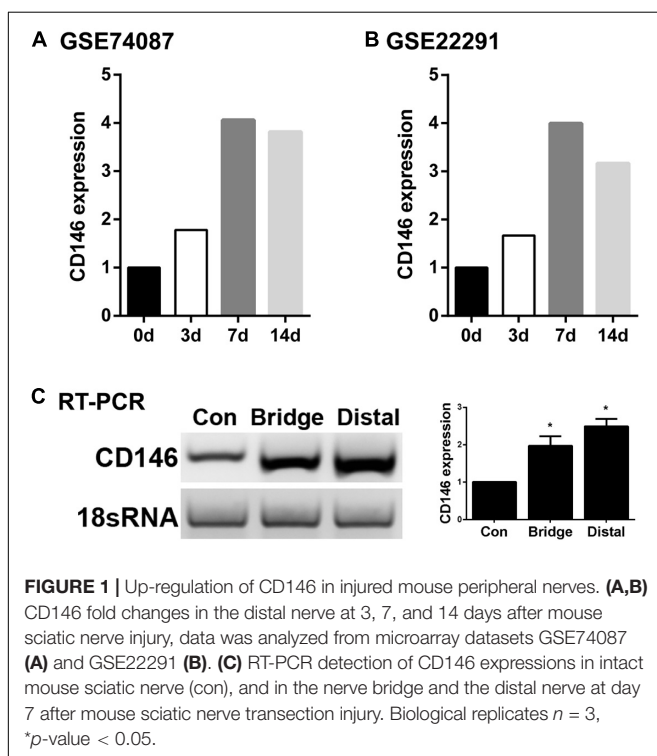 A GSE74087
CD146 expression
5
4
3
2
1
0
0d 3d 7d 14d
B GSE22291
CD146 expression
5
4
3
2
1
0
0d 3d 7d 14d
C RT-PCR
Con Bridge Distal
CD146
18sRNA
CD146 expression
3
2
1
0
* *
Con Bridge Distal
FIGURE 1 | Up-regulation of CD146 in injured mouse peripheral nerves. (A,B)
CD146 fold changes in the distal nerve at 3, 7, and 14 days after mouse
sciatic nerve injury, data was analyzed from microarray datasets GSE74087
(A) and GSE22291 (B). (C) RT-PCR detection of CD146 expressions in intact
mouse sciatic nerve (con), and in the nerve bridge and the distal nerve at day
7 after mouse sciatic nerve transection injury. Biological replicates n = 3,
*p-value < 0.05.